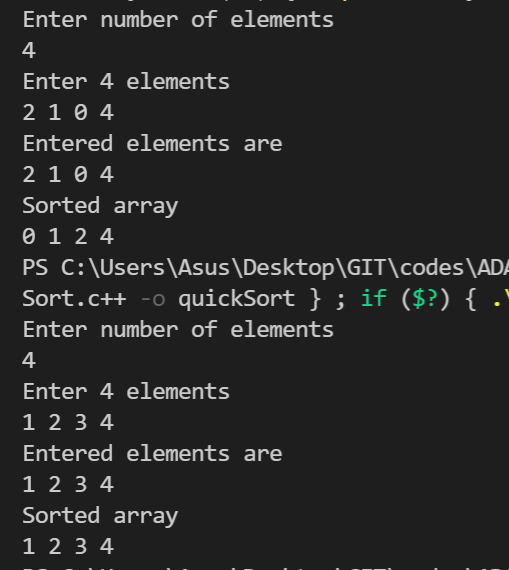 Enter number of elements
4
Enter 4 elements
2 1 0 4
Entered elements are
2 1 0 4
Sorted array
0 1 2 4
PS C:\Users\Asus\Desktop\GIT\codes\ADA
Sort.c++ -o quickSort } ; if ($?) { .\
Enter number of elements
4
Enter 4 elements
1 2 3 4
Entered elements are
1 2 3 4
Sorted array
1 2 3 4